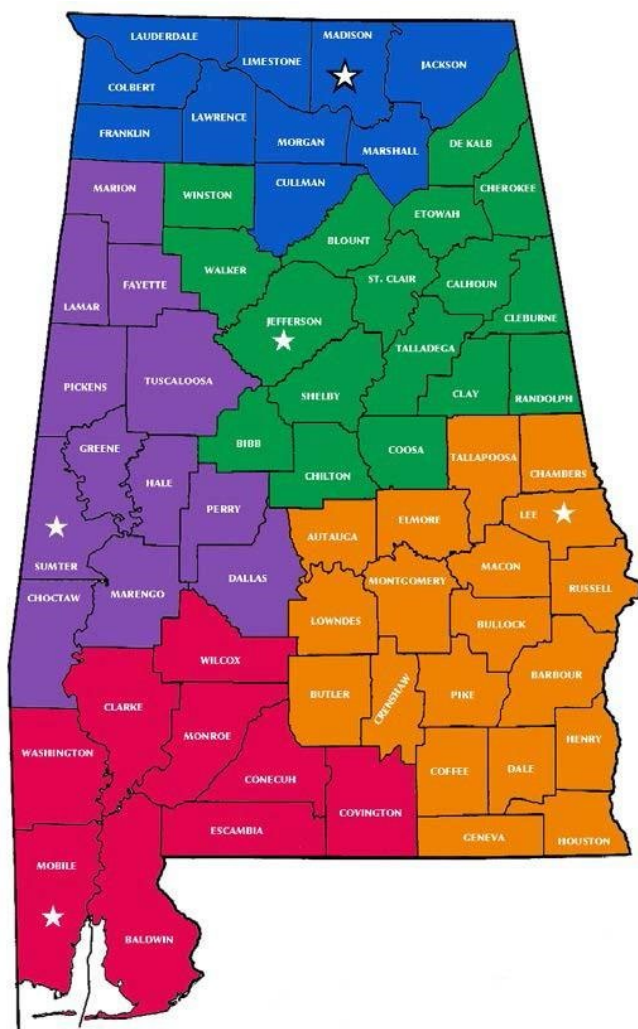 LAUDERDALE
LIMESTONE
MADISON
JACKSON
COLBERT
LAWRENCE
FRANKLIN
MORGAN
MARSHALL
DE KALB
CULLMAN
MARION
WINSTON
CHEROKEE
ETOWAH
BLOUNT
WALKER
ST. CLAIR
CALHOUN
FAYETTE
LAMAR
JEFFERSON
CLEBURNE
TALLADEGA
TUSCALOOSA
PICKENS
SHELBY
CLAY
RANDOLPH
BIBB
GREENE
COOSA
TALLAPOOSA
CHAMBERS
CHILTON
HALE
PERRY
LEE
ELMORE
AUTAUGA
SUMTER
MACON
CHOCTAW
DALLAS
MONTGOMERY
RUSSELL
MARENGO
LOWNDES
BULLOCK
WILCOX
BARBOUR
CLARKE
BUTLER
CRENSHAW
PIKE
MONROE
HENRY
WASHINGTON
CONECUH
COFFEE
DALE
COVINGTON
ESCAMBIA
GENEVA
HOUSTON
MOBILE
BALDWIN